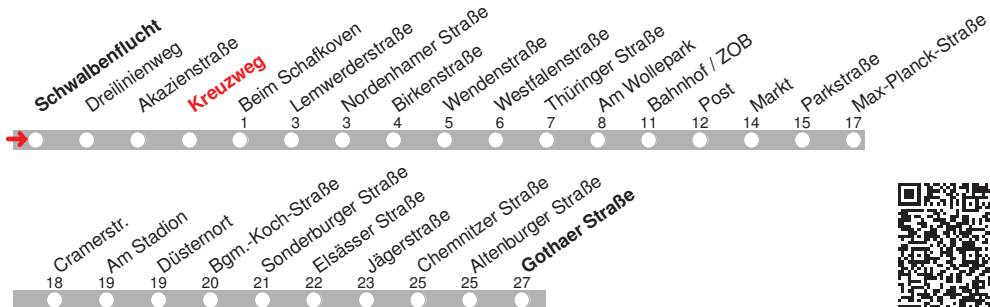 Schwalbenflucht
Dreilinienweg
Akazienstraße
Kreuzweg
Beim Schafkoven
Lemwerderstraße
Nordenhamer Straße
Birkenstraße
Wendenstraße
Westfalenstraße
Thüringer Straße
Am Wollepark
Bahnhof / ZOB
Post
Markt
Parkstraße
Max-Planck-Straße
1 3 3 4 5 6 7 8 11 12 14 15 17
Cramerstr.
Am Stadion
Düsternort
Bgm.-Koch-Straße
Sonderburger Straße
Elsässer Straße
Jägerstraße
Chemnitzer Straße
Altenburger Straße
Gothaer Straße
18 19 19 20 21 22 23 25 25 27